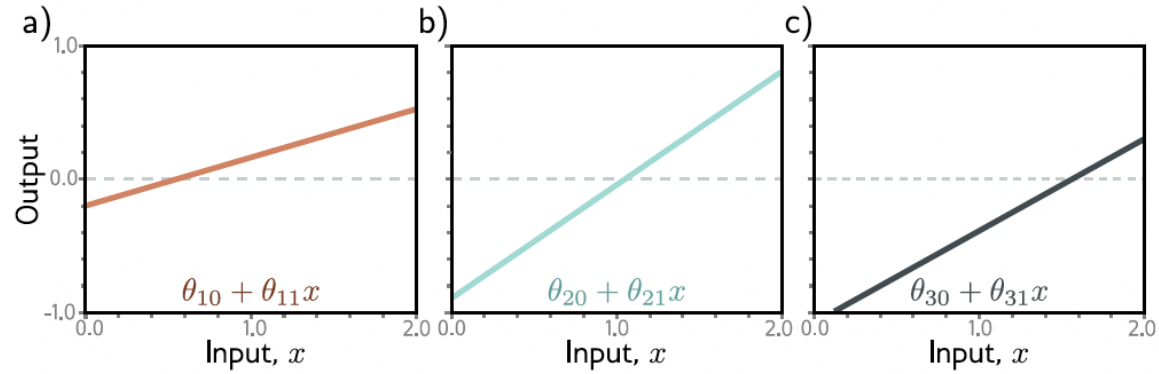 a) b) c)
1.0
Output
0.0
-1.0
θ₁₀ + θ₁₁x θ₂₀ + θ₂₁x θ₃₀ + θ₃₁x
0.0 1.0 2.0 0.0 1.0 2.0 0.0 1.0 2.0
Input, x Input, x Input, x